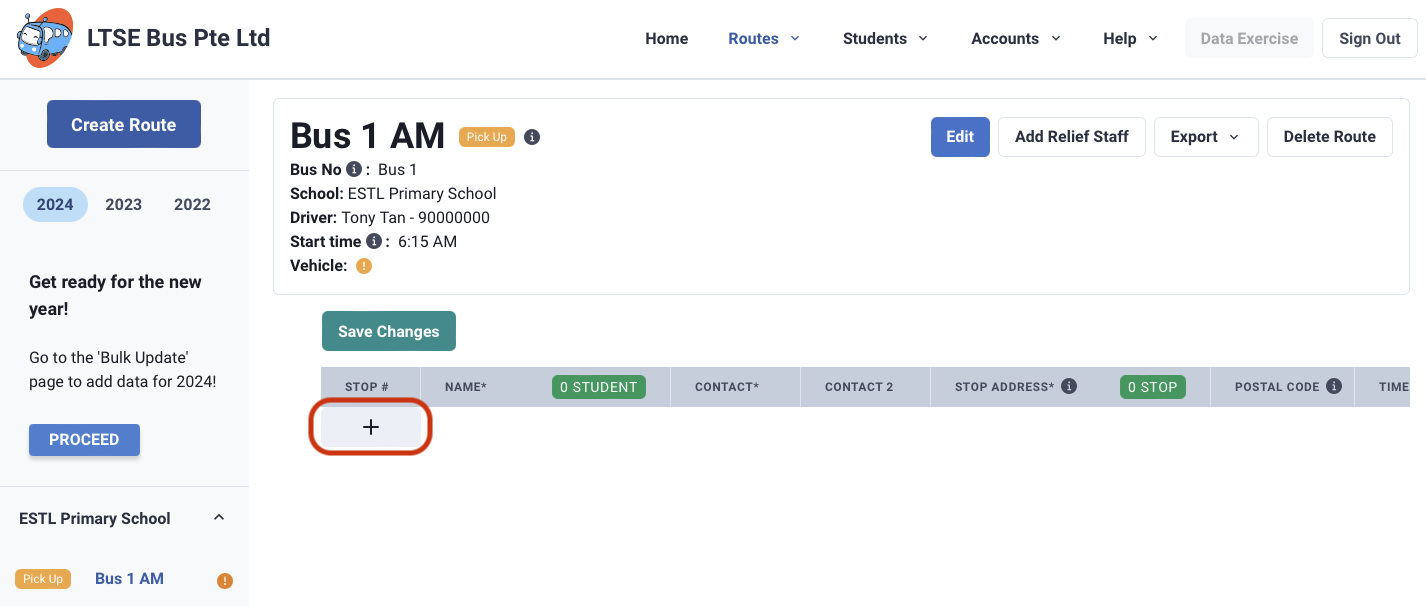 LTSE Bus Pte Ltd
Home Routes Students Accounts Help Data Exercise Sign Out
Create Route
2024 2023 2022
Get ready for the new
year!
Go to the 'Bulk Update'
page to add data for 2024!
PROCEED
ESTL Primary School
Pick Up Bus 1 AM !
Bus 1 AM Pick Up i
Edit Add Relief Staff Export Delete Route
Bus No i : Bus 1
School: ESTL Primary School
Driver: Tony Tan - 90000000
Start time i : 6:15 AM
Vehicle: !
Save Changes
STOP # NAME* 0 STUDENT CONTACT* CONTACT 2 STOP ADDRESS* i 0 STOP POSTAL CODE i TIME
+